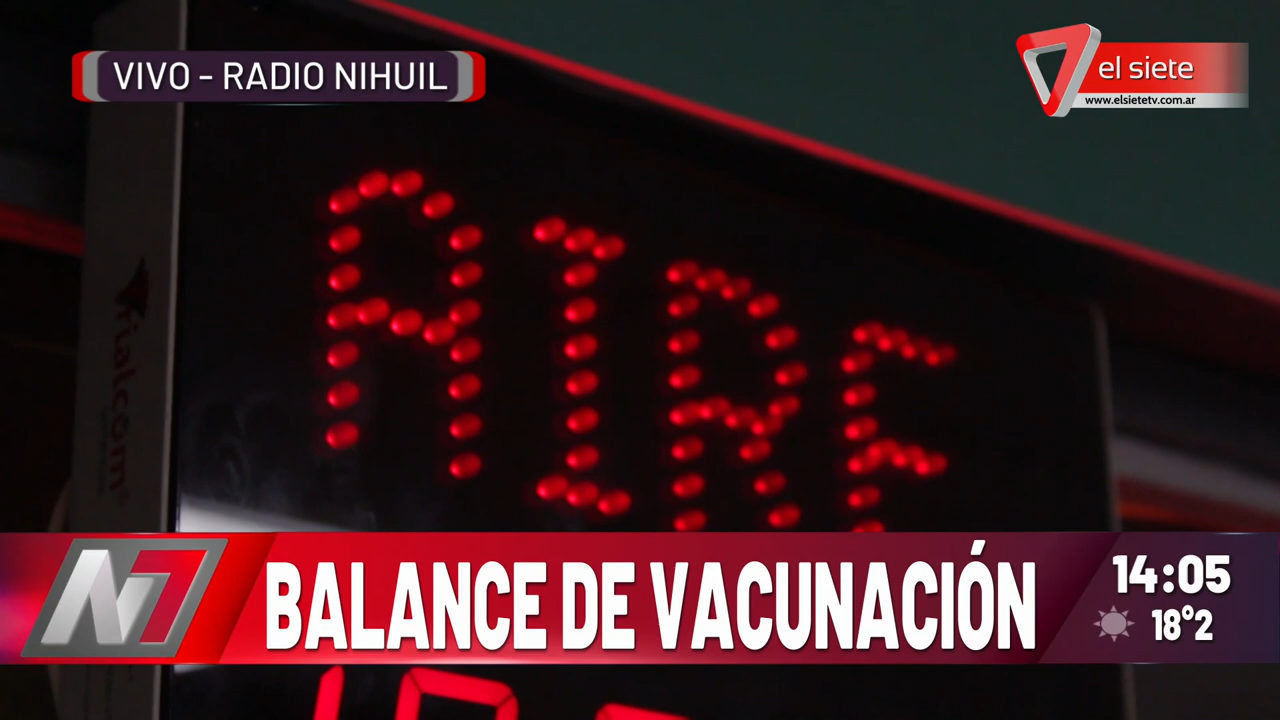 VIVO - RADIO NIHUIL
el siete
www.elsietetv.com.ar
AIRE
N7
BALANCE DE VACUNACIÓN
14:05
18°2